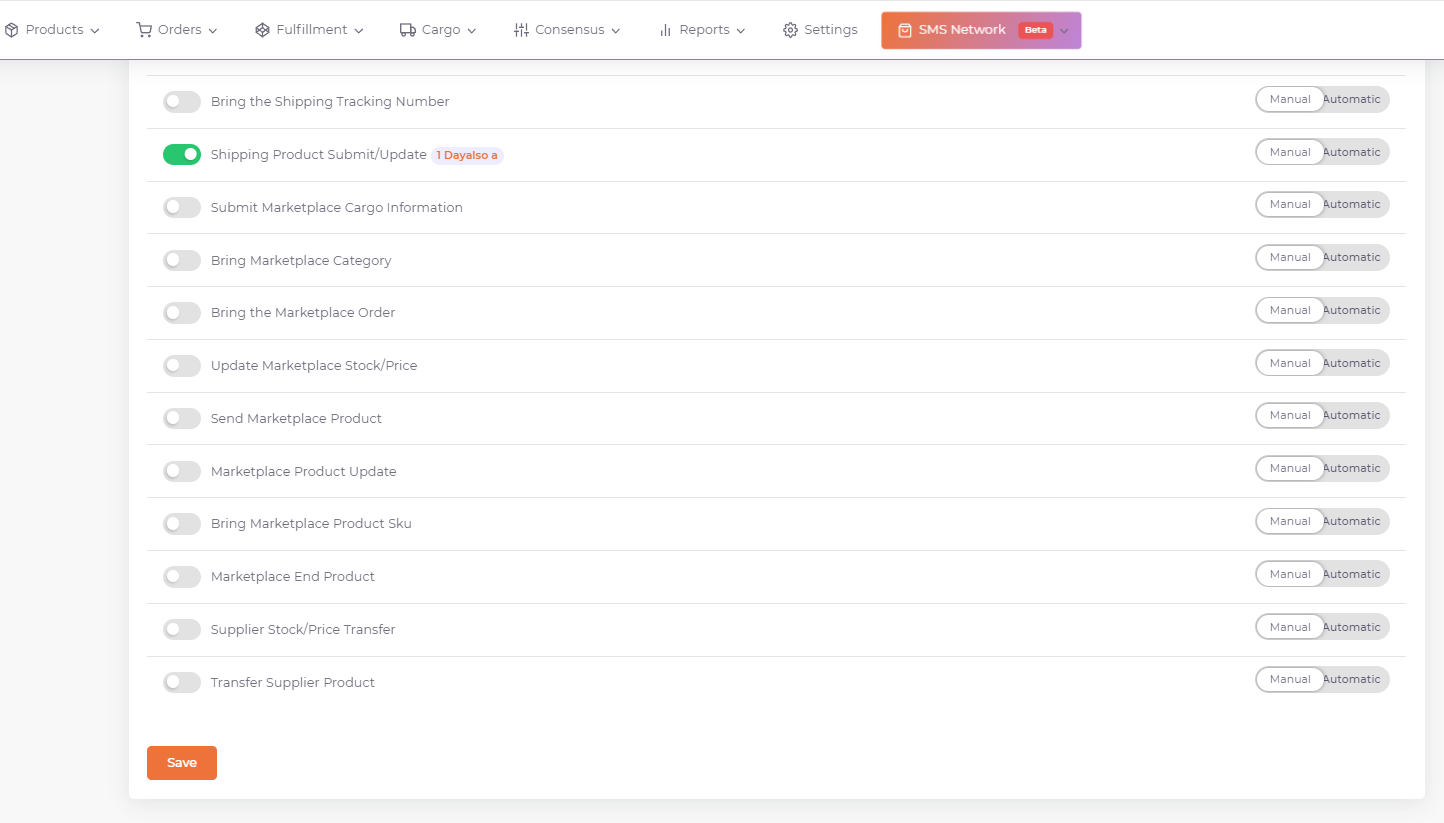 Products Orders Fulfillment Cargo Consensus Reports Settings SMS Network Beta
Bring the Shipping Tracking Number Manual Automatic
Shipping Product Submit/Update 1 Dayalso a Manual Automatic
Submit Marketplace Cargo Information Manual Automatic
Bring Marketplace Category Manual Automatic
Bring the Marketplace Order Manual Automatic
Update Marketplace Stock/Price Manual Automatic
Send Marketplace Product Manual Automatic
Marketplace Product Update Manual Automatic
Bring Marketplace Product Sku Manual Automatic
Marketplace End Product Manual Automatic
Supplier Stock/Price Transfer Manual Automatic
Transfer Supplier Product Manual Automatic
Save